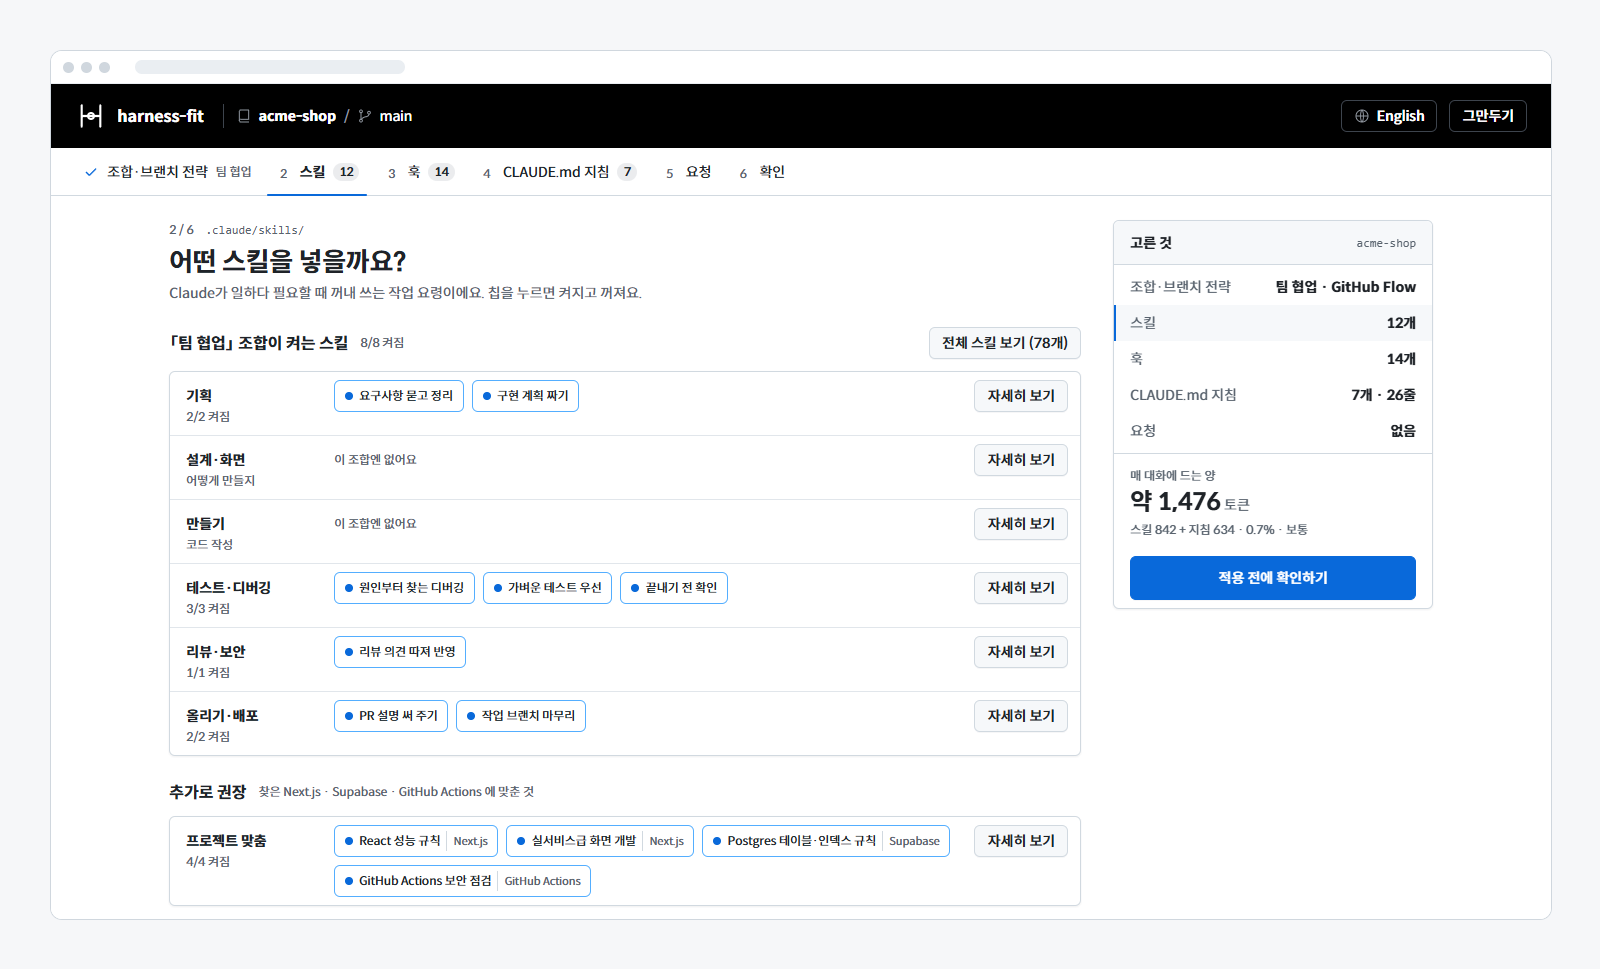 harness-fit
acme-shop / main
English
그만두기
조합·브랜치 전략 팀 협업
2 스킬 12
3 훅 14
4 CLAUDE.md 지침 7
5 요청
6 확인
2/6 .claude/skills/
어떤 스킬을 넣을까요?
Claude가 일하다 필요할 때 꺼내 쓰는 작업 요령이에요. 칩을 누르면 켜지고 꺼져요.
「팀 협업」 조합이 켜는 스킬 8/8 켜짐
전체 스킬 보기 (78개)
기획
2/2 켜짐
요구사항 묻고 정리
구현 계획 짜기
자세히 보기
설계·화면
어떻게 만들지
이 조합엔 없어요
자세히 보기
만들기
코드 작성
이 조합엔 없어요
자세히 보기
테스트·디버깅
3/3 켜짐
원인부터 찾는 디버깅
가벼운 테스트 우선
끝내기 전 확인
자세히 보기
리뷰·보안
1/1 켜짐
리뷰 의견 따져 반영
자세히 보기
올리기·배포
2/2 켜짐
PR 설명 써 주기
작업 브랜치 마무리
자세히 보기
추가로 권장 찾은 Next.js · Supabase · GitHub Actions 에 맞춘 것
프로젝트 맞춤
4/4 켜짐
React 성능 규칙 Next.js
실서비스급 화면 개발 Next.js
Postgres 테이블·인덱스 규칙 Supabase
GitHub Actions 보안 점검 GitHub Actions
자세히 보기
고른 것 acme-shop
조합·브랜치 전략 팀 협업 · GitHub Flow
스킬 12개
훅 14개
CLAUDE.md 지침 7개 · 26줄
요청 없음
매 대화에 드는 양
약 1,476 토큰
스킬 842 + 지침 634 · 0.7% · 보통
적용 전에 확인하기